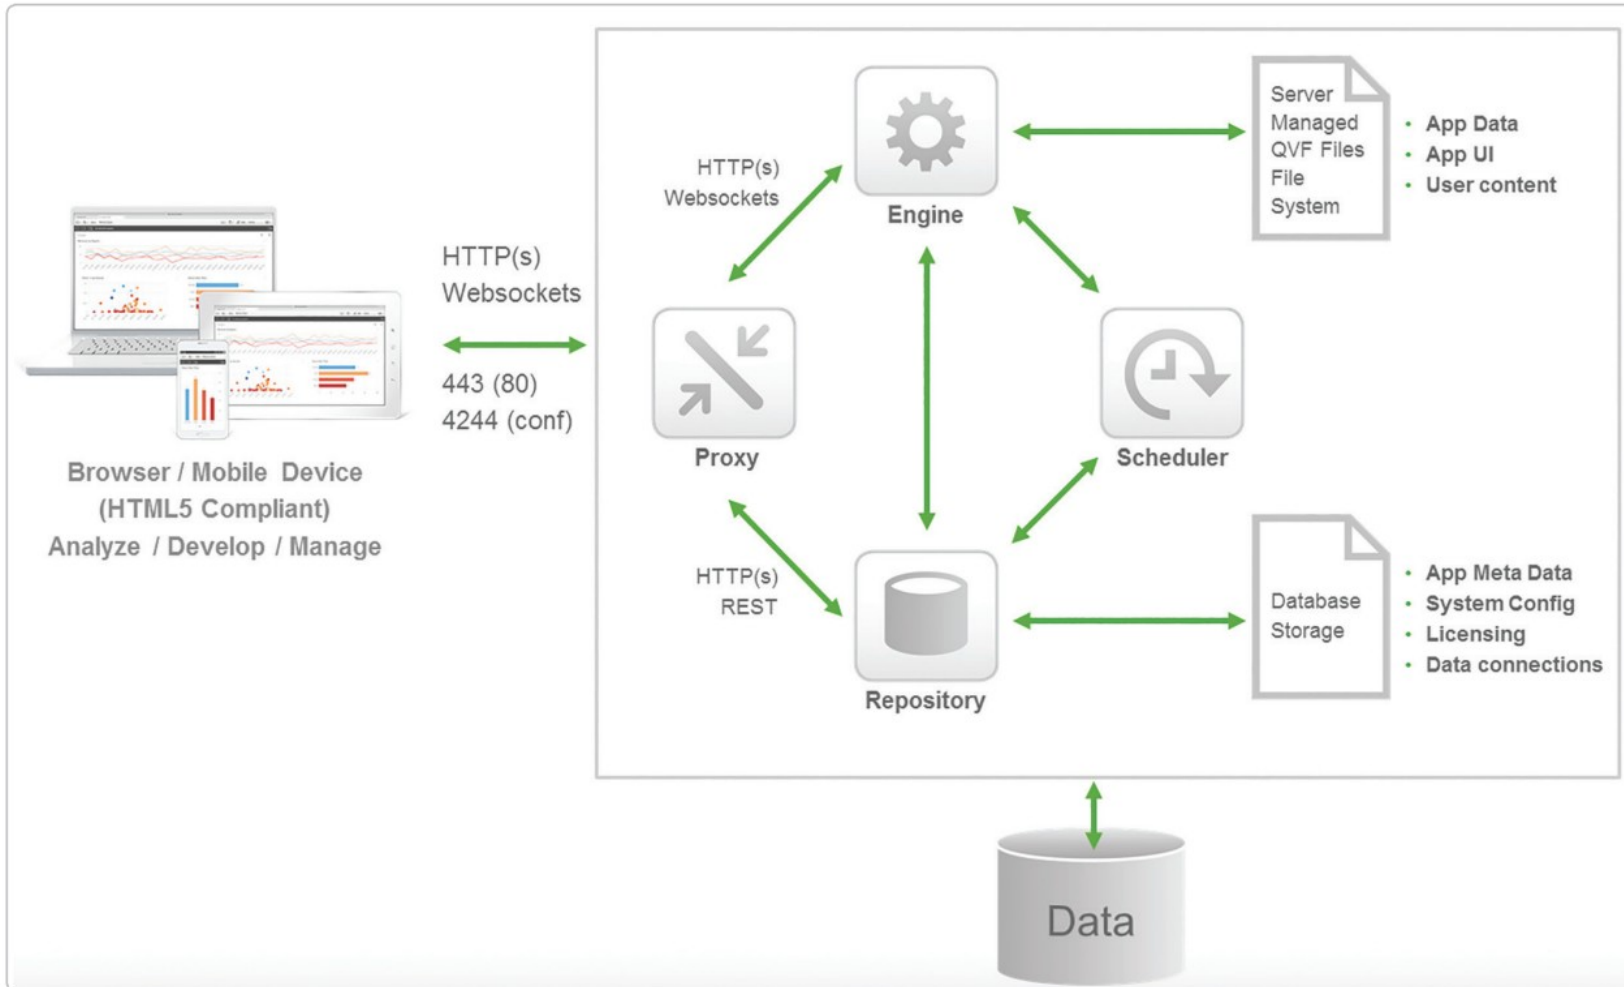 HTTP(s)
Websockets
443 (80)
4244 (conf)
Browser / Mobile Device
(HTML5 Compliant)
Analyze / Develop / Manage
HTTP(s)
Websockets
Engine
Server
Managed
QVF Files
File
System
• App Data
• App UI
• User content
Proxy
Scheduler
HTTP(s)
REST
Repository
Database
Storage
• App Meta Data
• System Config
• Licensing
• Data connections
Data